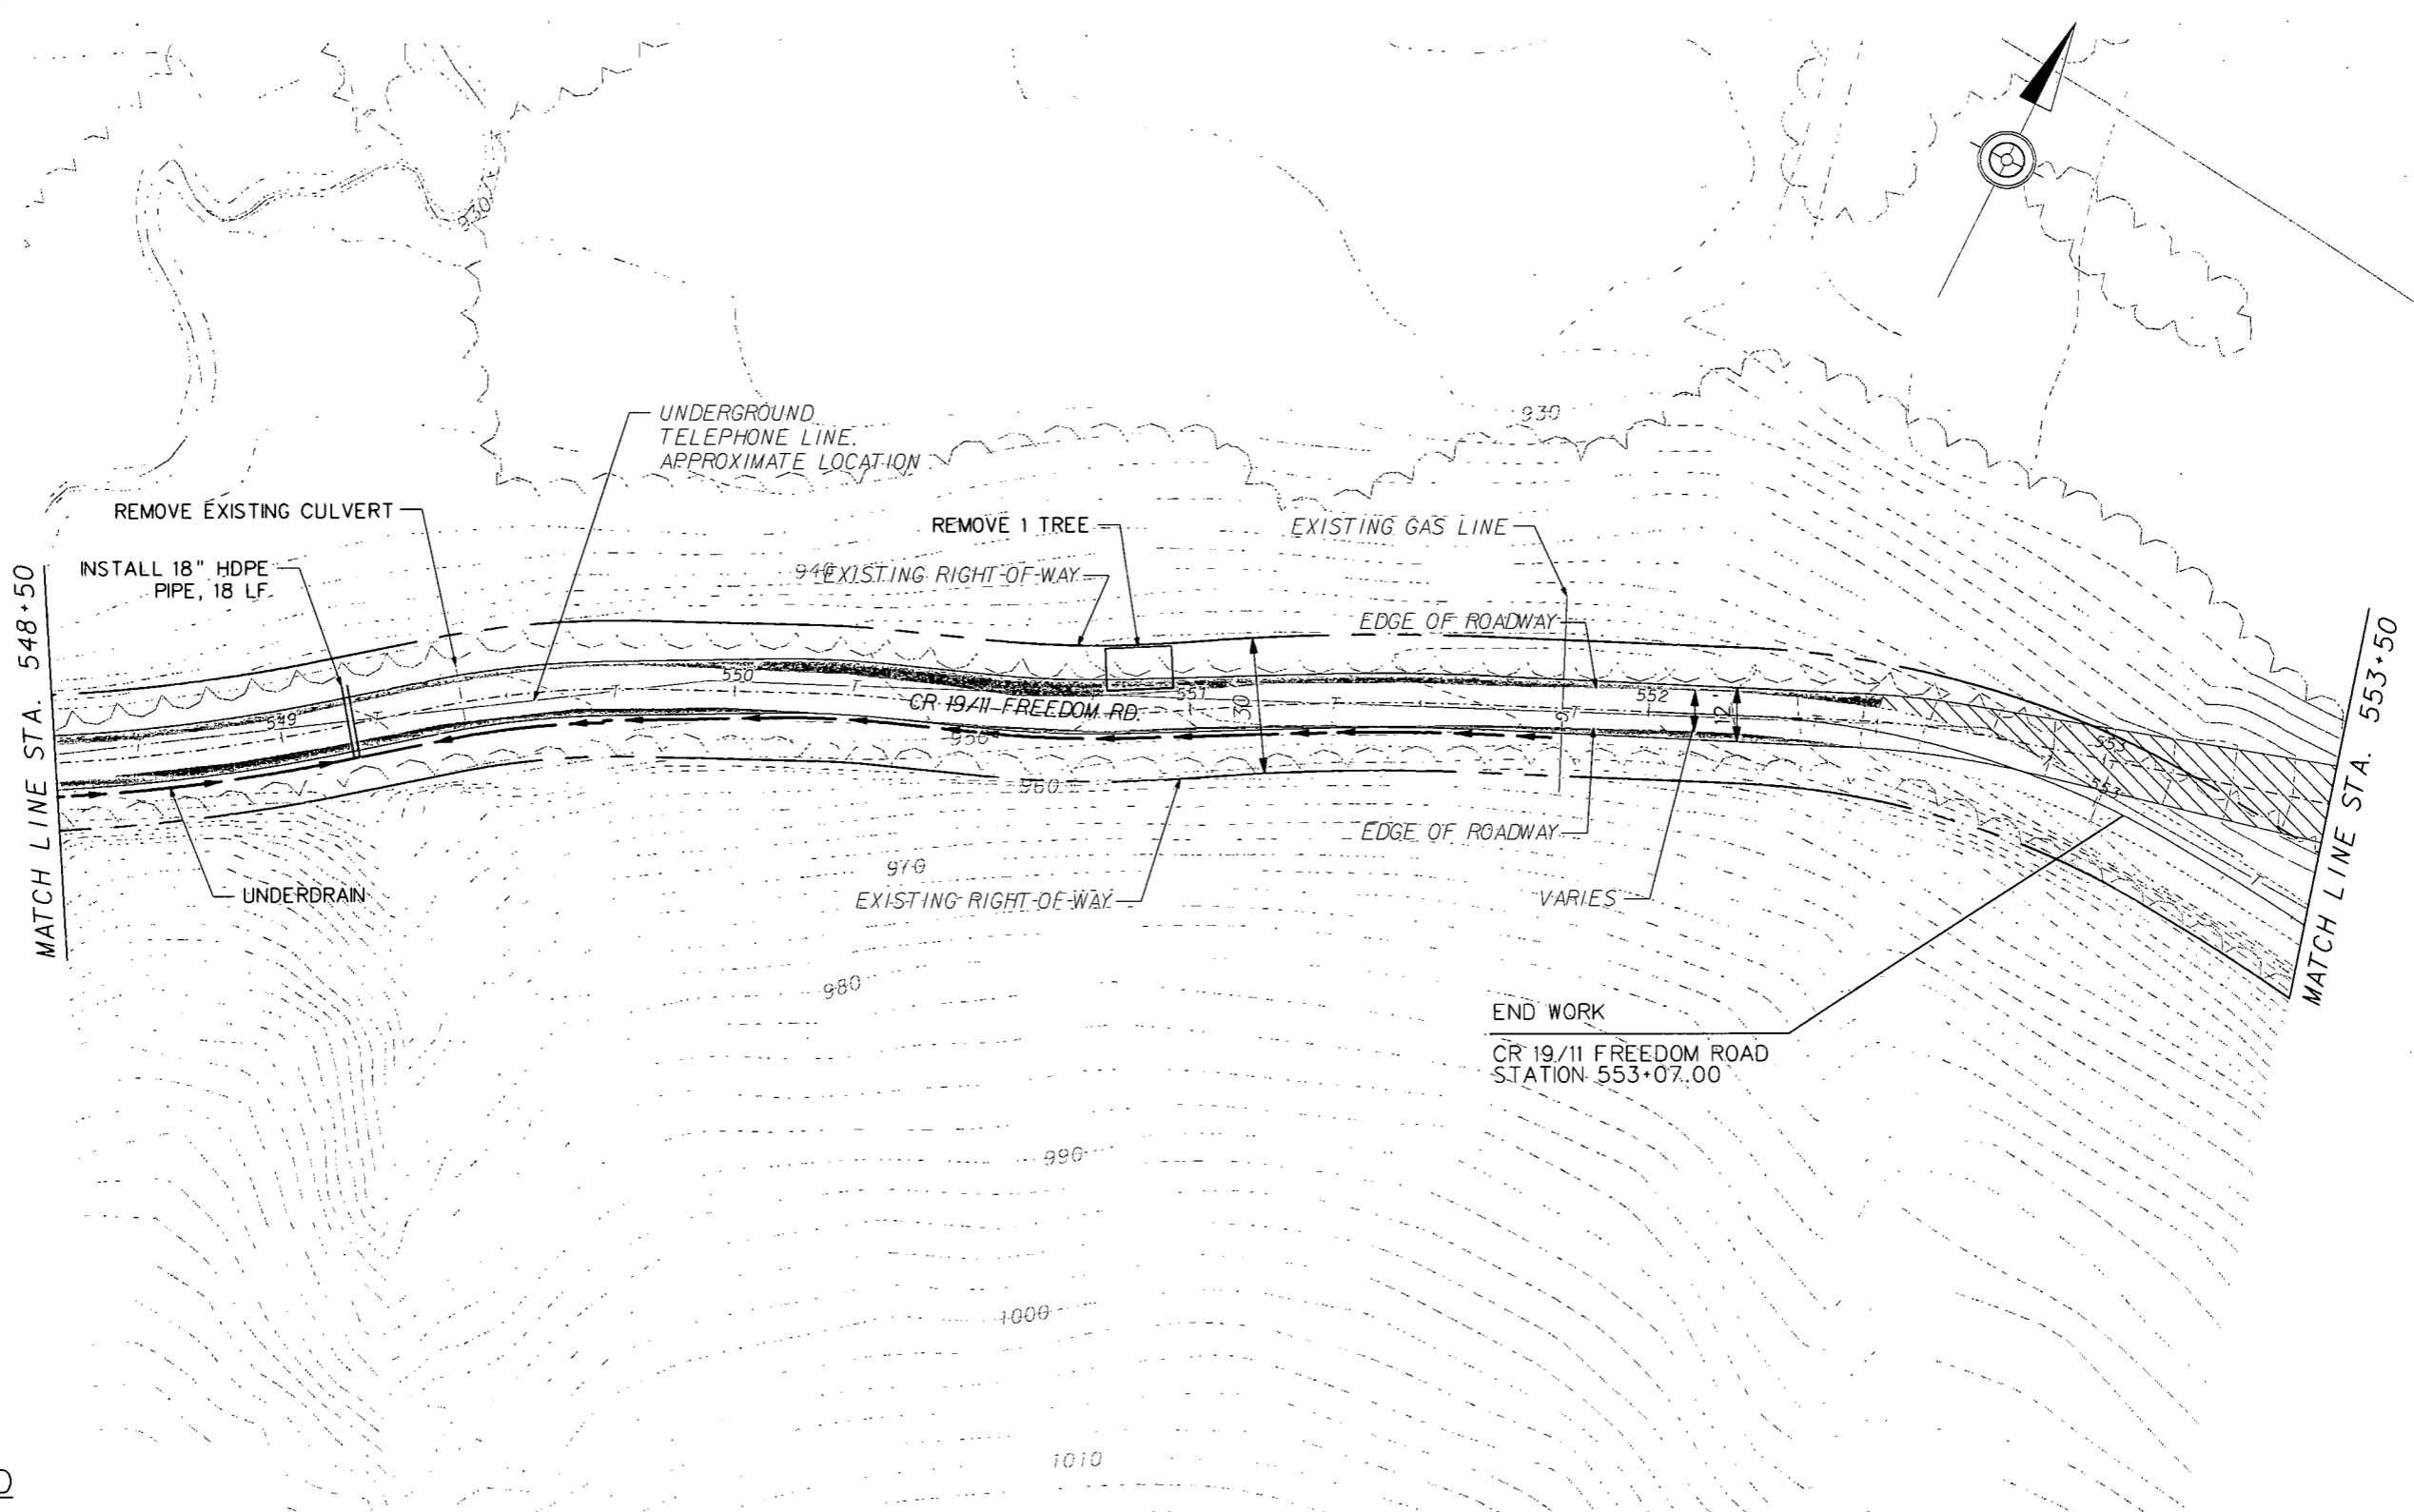 930
UNDERGROUND
TELEPHONE LINE.
APPROXIMATE LOCATION
930
REMOVE EXISTING CULVERT
REMOVE 1 TREE
EXISTING GAS LINE
INSTALL 18" HDPE
PIPE, 18 LF.
940
EXISTING RIGHT-OF-WAY
EDGE OF ROADWAY
MATCH LINE STA. 548+50
MATCH LINE STA. 553+50
549
550
551
552
553
553
T
T
T
T
T
CR 19/11 FREEDOM RD.
30
12
950
960
EDGE OF ROADWAY
970
UNDERDRAIN
EXISTING RIGHT-OF-WAY
VARIES
980
END WORK
CR 19/11 FREEDOM ROAD
STATION 553+07.00
990
1000
1010